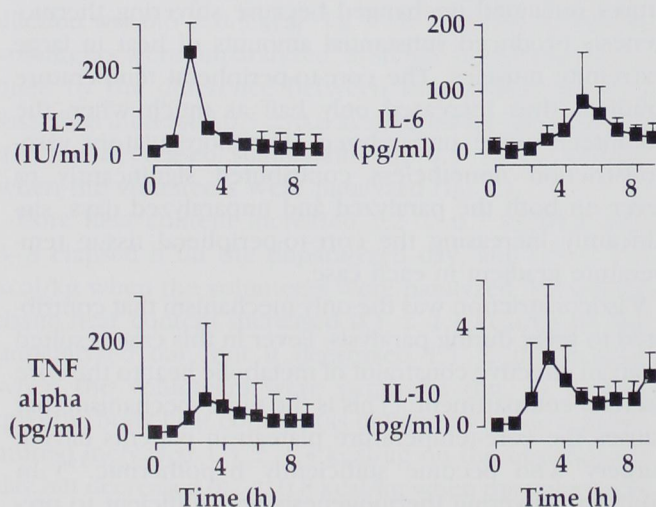 IL-2
(IU/ml)
200
0
0 4 8
IL-6
(pg/ml)
200
100
0
0 4 8
TNF
alpha
(pg/ml)
200
0
0 4 8
Time (h)
IL-10
(pg/ml)
4
0
0 4 8
Time (h)